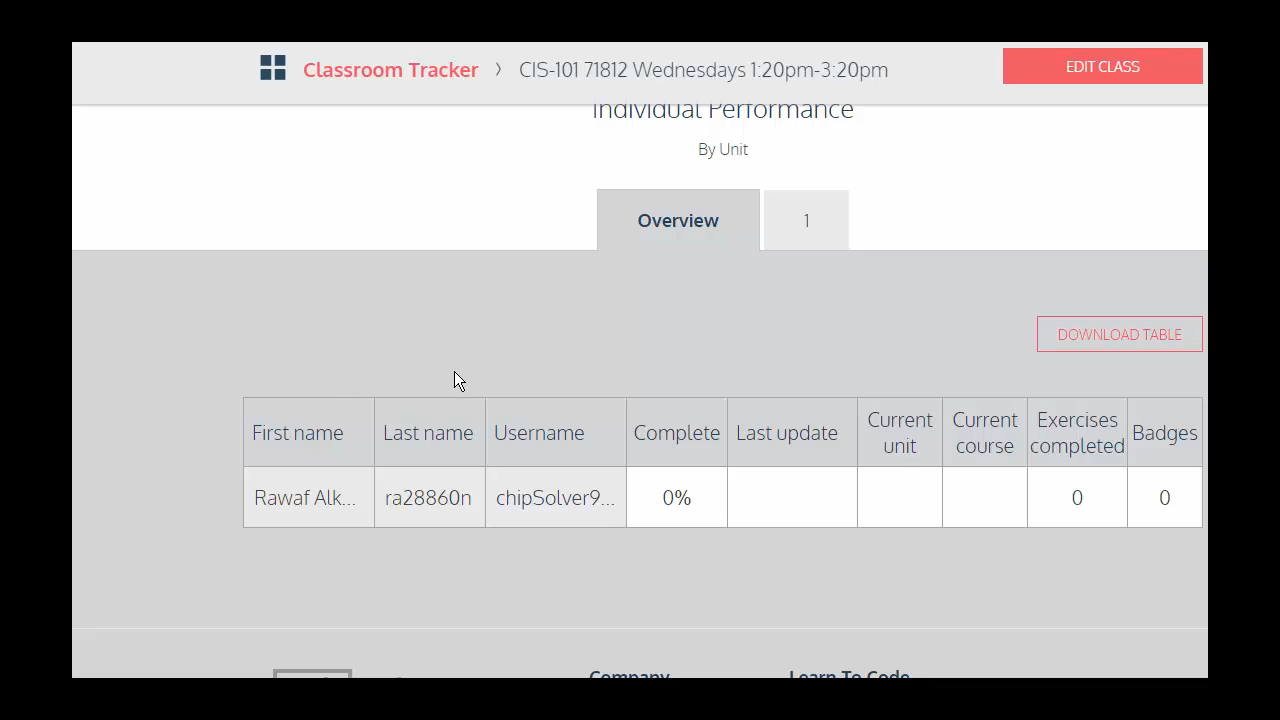 Classroom Tracker › CIS-101 71812 Wednesdays 1:20pm-3:20pm
EDIT CLASS
Individual Performance
By Unit
Overview 1
DOWNLOAD TABLE
First name Last name Username Complete Last update Current unit Current course Exercises completed Badges
Rawaf Alk... ra28860n chipSolver9... 0% 0 0
Company Learn To Code